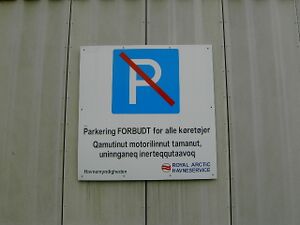 P
Parkering FORBUDT for alle køretøjer
Qamutinut motorilinnut tamanut,
uninnganeq inerteqqutaavoq
Havnemyndigheden
ROYAL ARCTIC
HAVNESERVICE